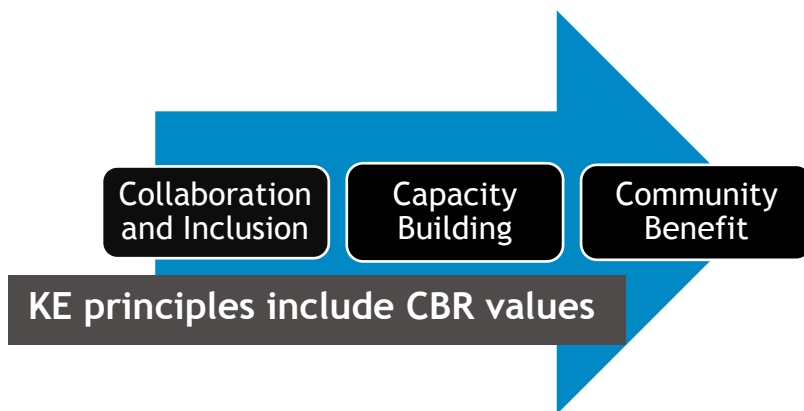 Collaboration
and Inclusion
Capacity
Building
Community
Benefit
KE principles include CBR values